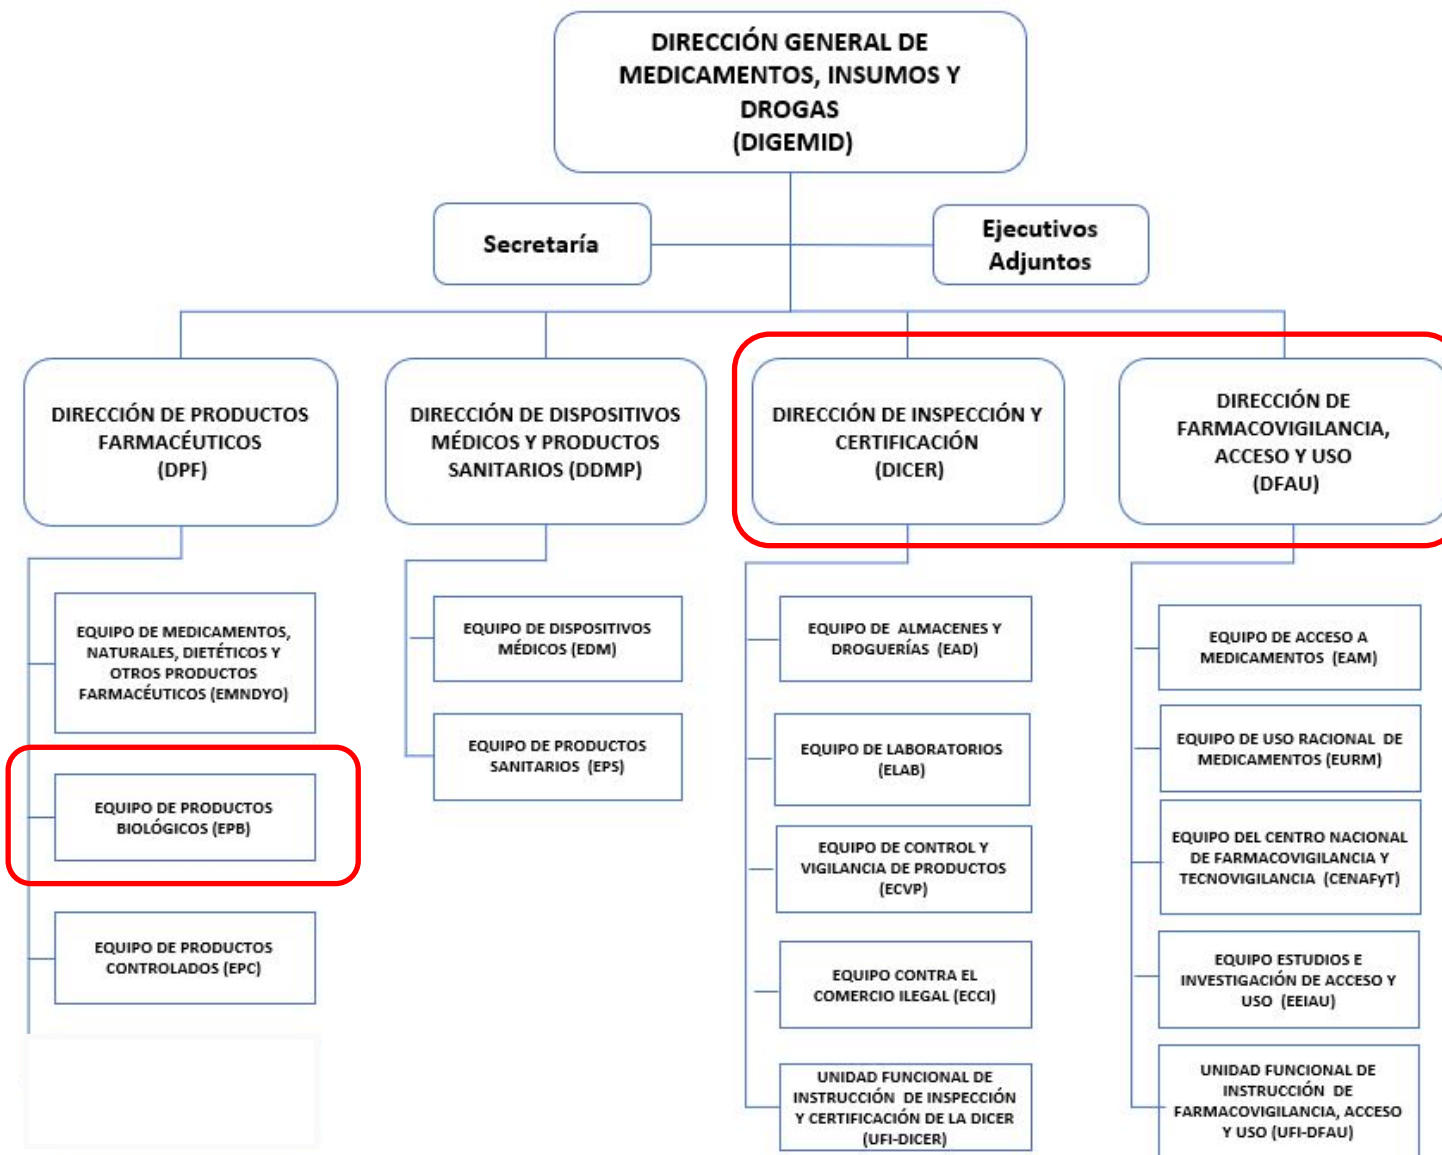 DIRECCIÓN GENERAL DE
MEDICAMENTOS, INSUMOS Y
DROGAS
(DIGEMID)
Secretaría
Ejecutivos
Adjuntos
DIRECCIÓN DE PRODUCTOS
FARMACÉUTICOS
(DPF)
DIRECCIÓN DE DISPOSITIVOS
MÉDICOS Y PRODUCTOS
SANITARIOS (DDMP)
DIRECCIÓN DE INSPECCIÓN Y
CERTIFICACIÓN
(DICER)
DIRECCIÓN DE
FARMACOVIGILANCIA,
ACCESO Y USO
(DFAU)
EQUIPO DE MEDICAMENTOS,
NATURALES, DIETÉTICOS Y
OTROS PRODUCTOS
FARMACÉUTICOS (EMNDYO)
EQUIPO DE PRODUCTOS
BIOLÓGICOS (EPB)
EQUIPO DE PRODUCTOS
CONTROLADOS (EPC)
EQUIPO DE DISPOSITIVOS
MÉDICOS (EDM)
EQUIPO DE PRODUCTOS
SANITARIOS (EPS)
EQUIPO DE ALMACENES Y
DROGUERÍAS (EAD)
EQUIPO DE LABORATORIOS
(ELAB)
EQUIPO DE CONTROL Y
VIGILANCIA DE PRODUCTOS
(ECVP)
EQUIPO CONTRA EL
COMERCIO ILEGAL (ECCI)
UNIDAD FUNCIONAL DE
INSTRUCCIÓN DE INSPECCIÓN
Y CERTIFICACIÓN DE LA DICER
(UFI-DICER)
EQUIPO DE ACCESO A
MEDICAMENTOS (EAM)
EQUIPO DE USO RACIONAL DE
MEDICAMENTOS (EURM)
EQUIPO DEL CENTRO NACIONAL
DE FARMACOVIGILANCIA Y
TECNOVIGILANCIA (CENAFyT)
EQUIPO ESTUDIOS E
INVESTIGACIÓN DE ACCESO Y
USO (EEIAU)
UNIDAD FUNCIONAL DE
INSTRUCCIÓN DE
FARMACOVIGILANCIA, ACCESO
Y USO (UFI-DFAU)